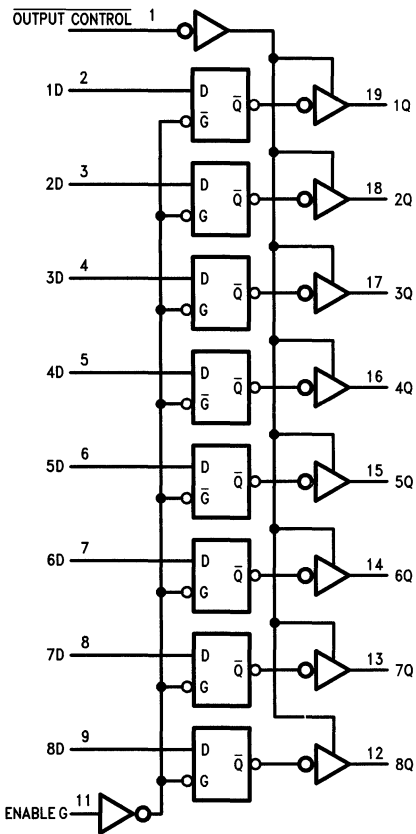 OUTPUT CONTROL 1
1D 2 D Q̅ G̅ 19 1Q
2D 3 D Q̅ G 18 2Q
3D 4 D Q̅ G 17 3Q
4D 5 D Q̅ G̅ 16 4Q
5D 6 D Q̅ G̅ 15 5Q
6D 7 D Q̅ G 14 6Q
7D 8 D Q̅ G 13 7Q
8D 9 D Q̅ G 12 8Q
ENABLE G 11